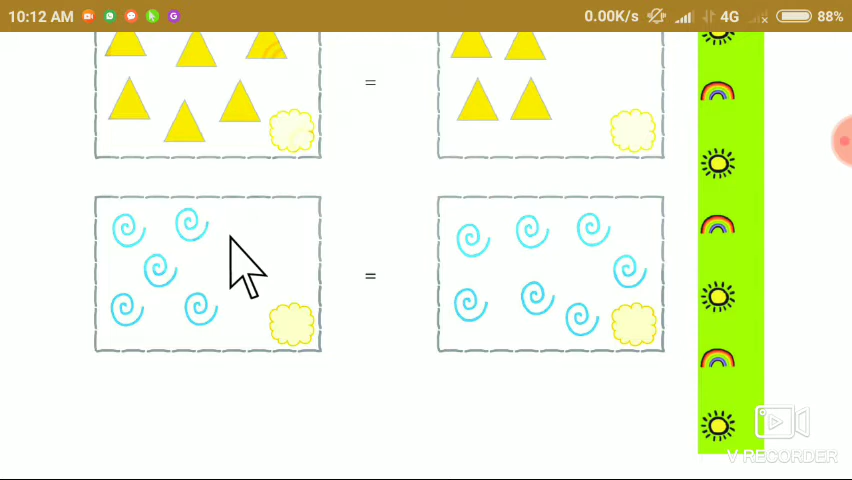 10:12 AM 0.00K/s 4G 88%
=
=
V RECORDER